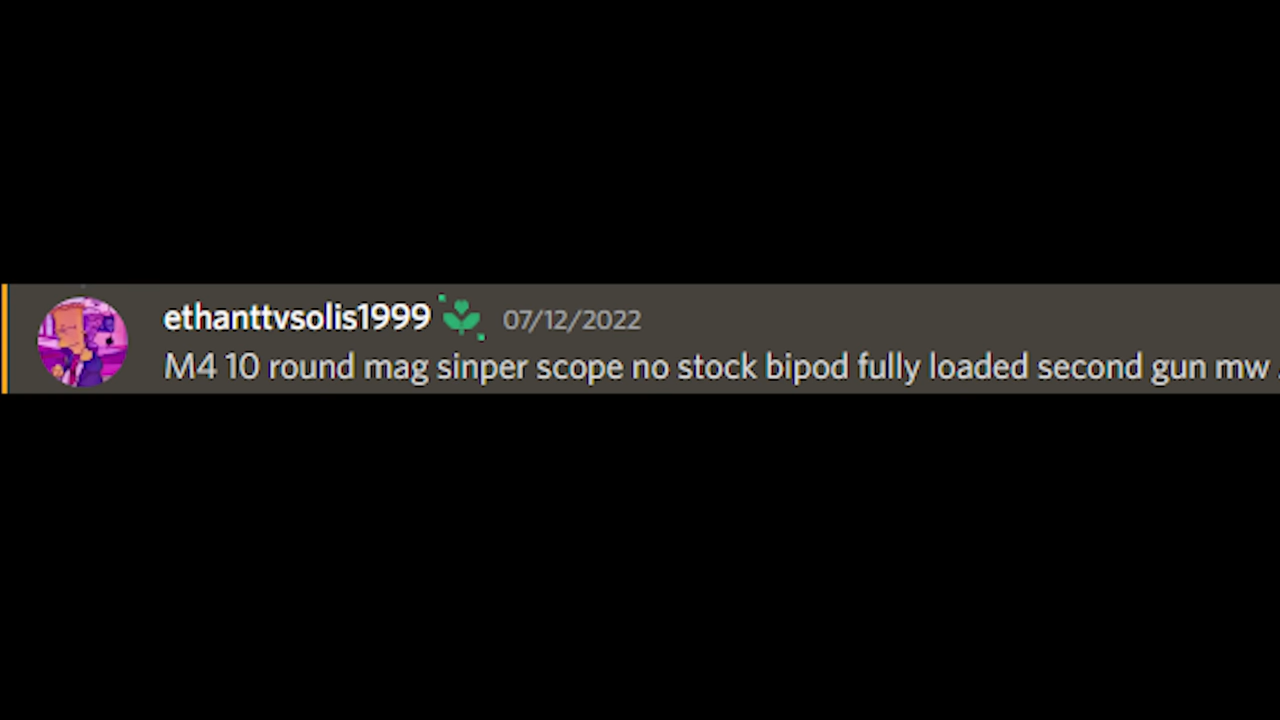 ethanttvsolis1999 07/12/2022
M4 10 round mag sinper scope no stock bipod fully loaded second gun mw